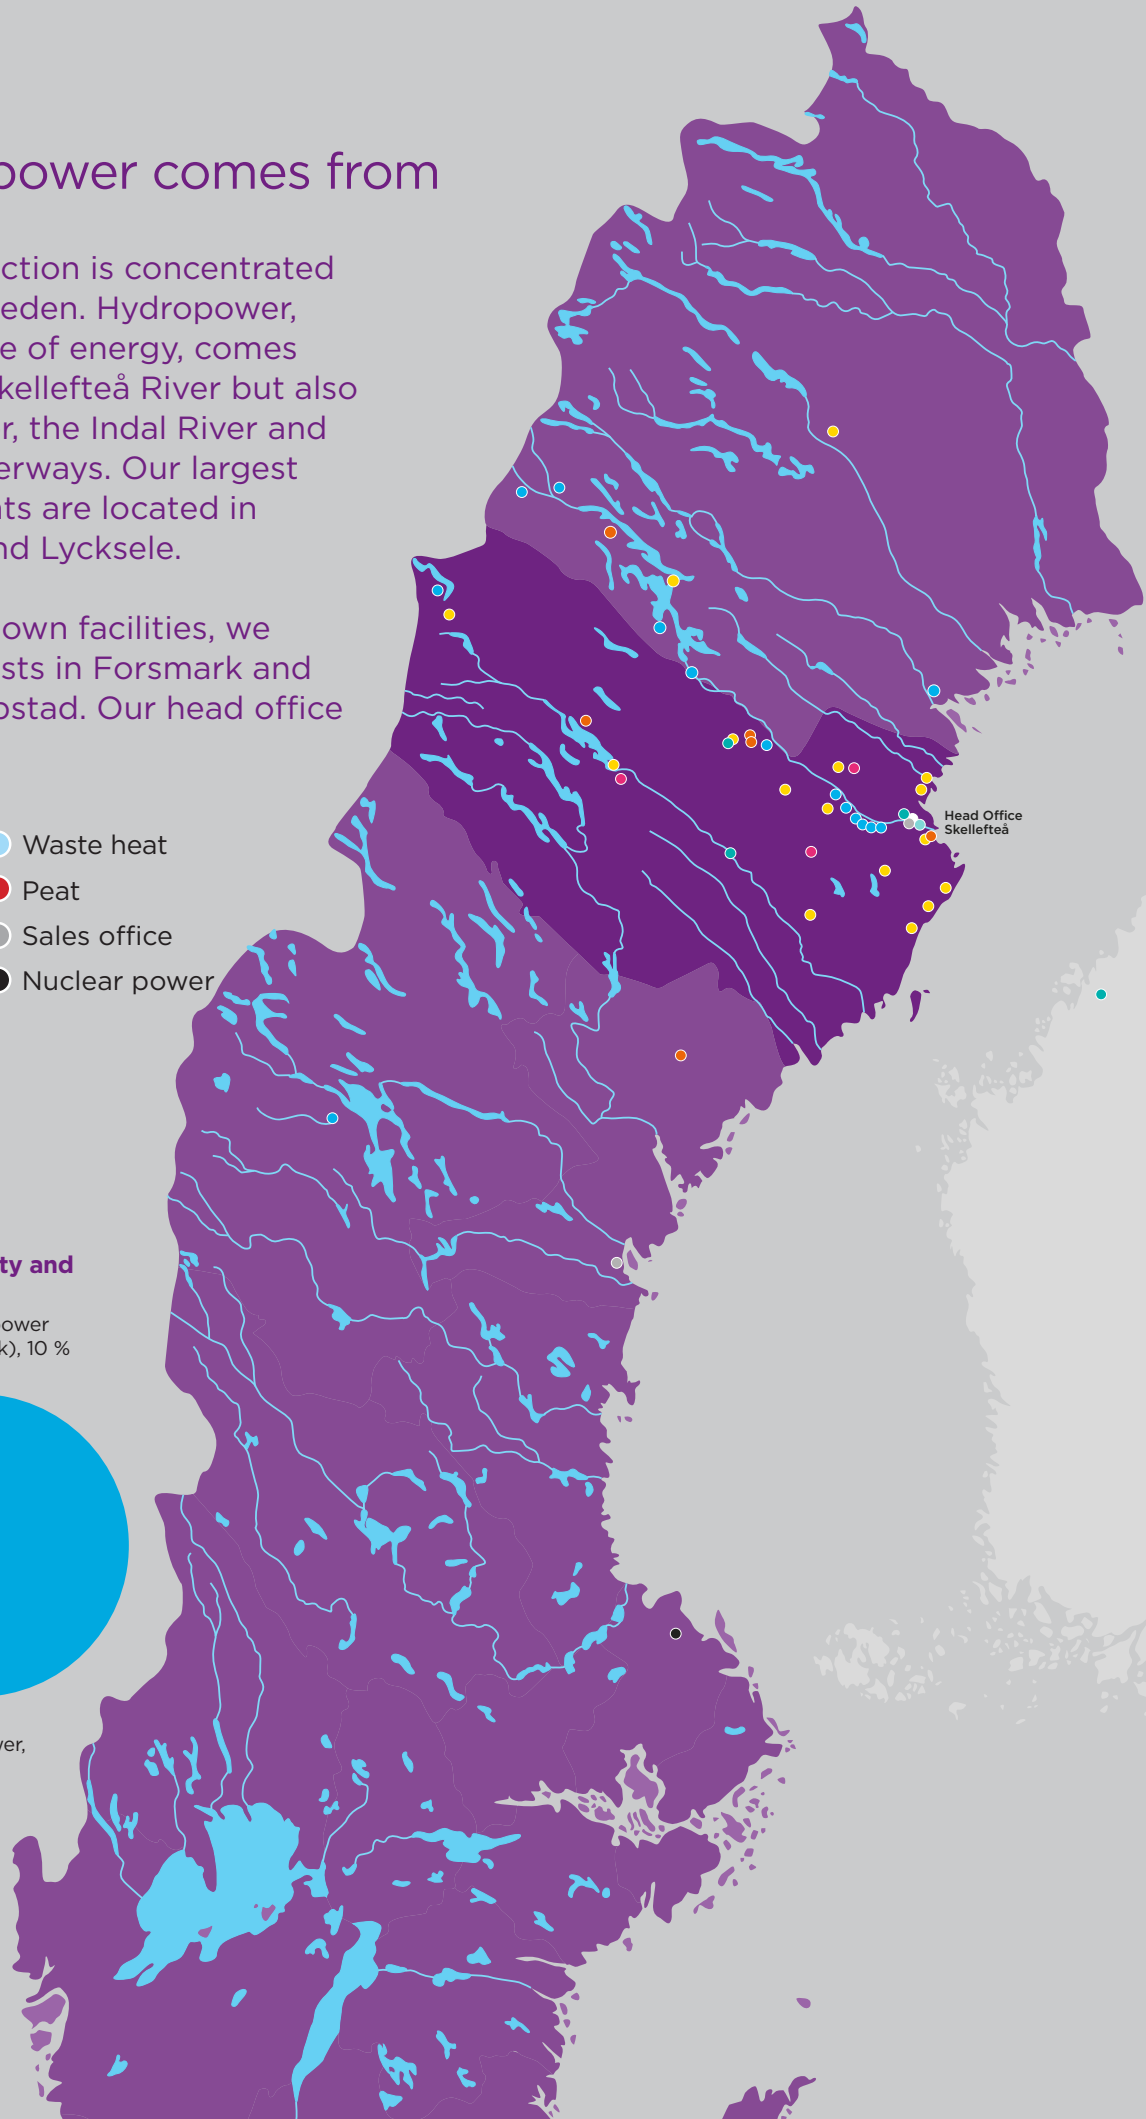 power comes from
ction is concentrated
eden. Hydropower,
e of energy, comes
kellefteå River but also
r, the Indal River and
erways. Our largest
ts are located in
nd Lycksele.
own facilities, we
sts in Forsmark and
ostad. Our head office
Waste heat
Peat
Sales office
Nuclear power
Head Office
Skellefteå
ty and
ower
k), 10 %
ver,